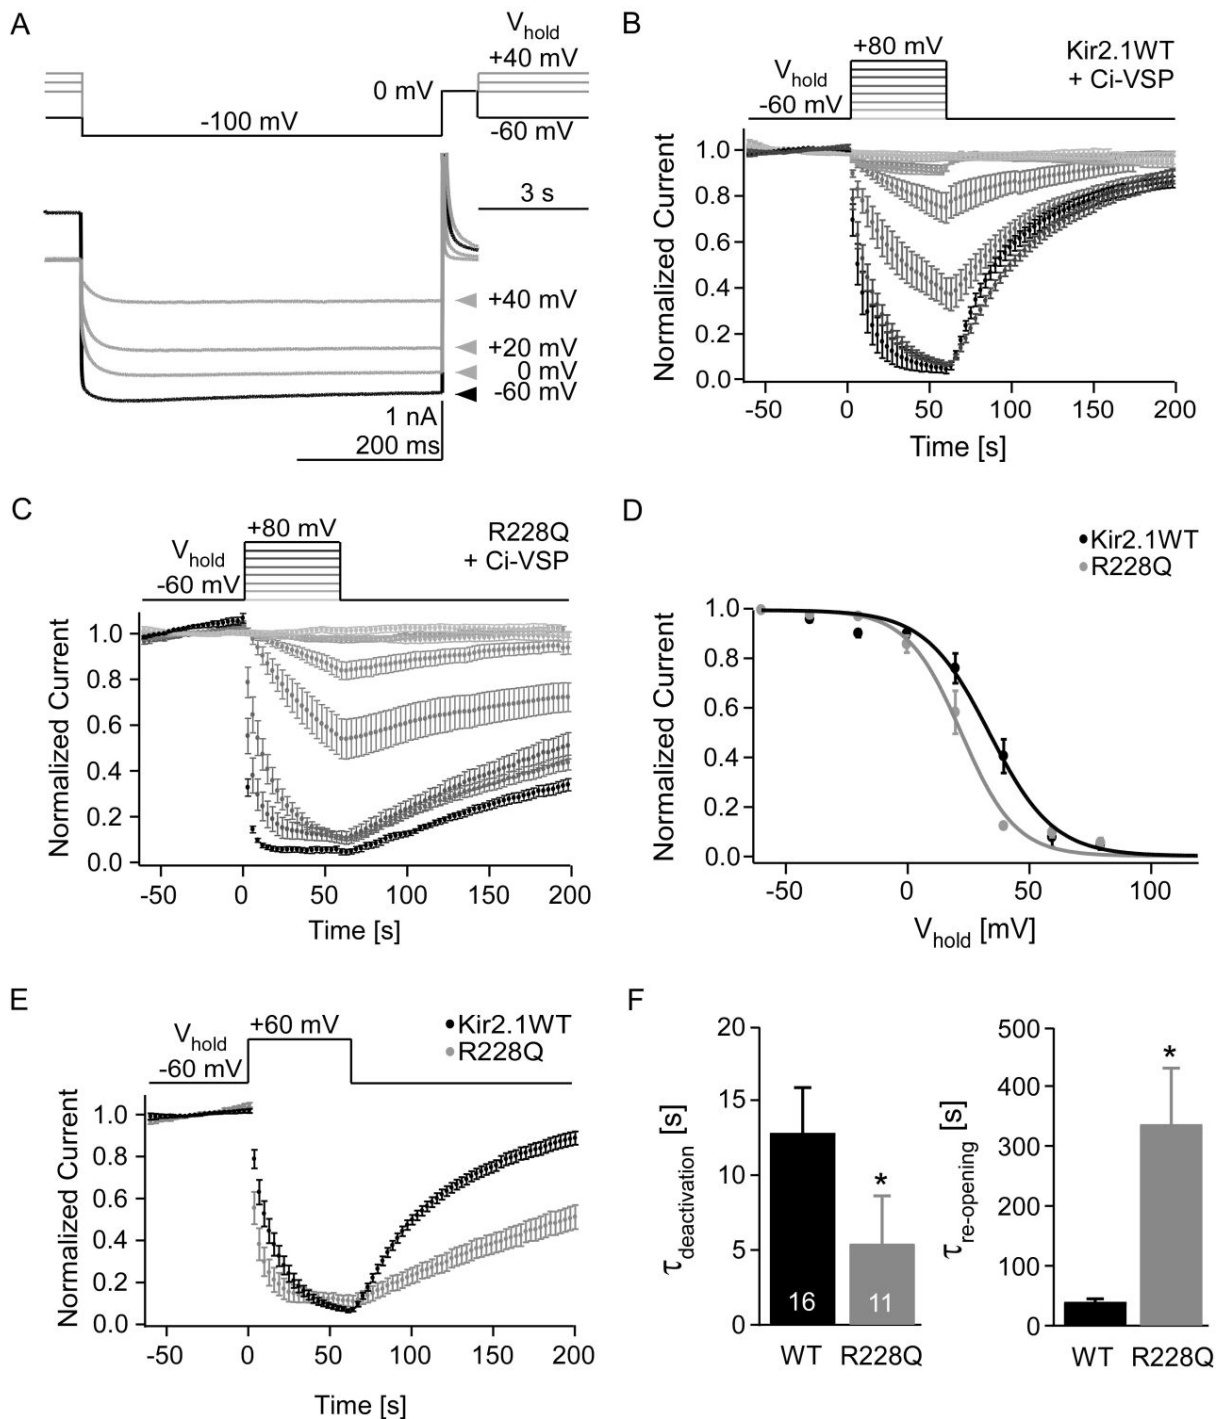 A
V_hold
+40 mV
0 mV
-100 mV
-60 mV
3 s
+40 mV
+20 mV
0 mV
-60 mV
1 nA
200 ms
B
+80 mV
Kir2.1WT
+ Ci-VSP
V_hold
-60 mV
Normalized Current
1.0
0.8
0.6
0.4
0.2
0.0
-50 0 50 100 150 200
Time [s]
C
+80 mV
R228Q
+ Ci-VSP
V_hold
-60 mV
Normalized Current
1.0
0.8
0.6
0.4
0.2
0.0
-50 0 50 100 150 200
Time [s]
D
Kir2.1WT
R228Q
Normalized Current
1.0
0.8
0.6
0.4
0.2
0.0
-50 0 50 100
V_hold [mV]
E
+60 mV
Kir2.1WT
R228Q
V_hold
-60 mV
Normalized Current
1.0
0.8
0.6
0.4
0.2
0.0
-50 0 50 100 150 200
Time [s]
F
τ_deactivation [s]
20
15
10
5
0
*
16
11
WT R228Q
τ_re-opening [s]
500
400
300
200
100
0
*
WT R228Q